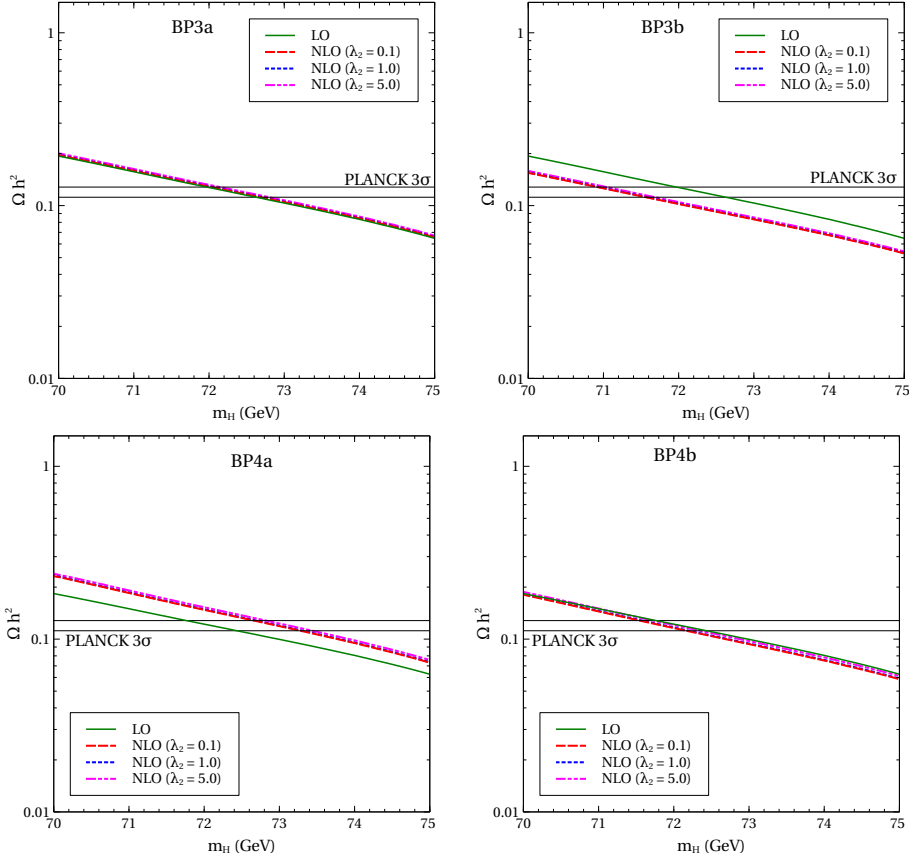 BP3a
LO
NLO (λ₂ = 0.1)
NLO (λ₂ = 1.0)
NLO (λ₂ = 5.0)
PLANCK 3σ
Ω h²
1
0.1
0.01
70 71 72 73 74 75
m_H (GeV)
BP3b
LO
NLO (λ₂ = 0.1)
NLO (λ₂ = 1.0)
NLO (λ₂ = 5.0)
PLANCK 3σ
Ω h²
1
0.1
0.01
70 71 72 73 74 75
m_H (GeV)
BP4a
PLANCK 3σ
LO
NLO (λ₂ = 0.1)
NLO (λ₂ = 1.0)
NLO (λ₂ = 5.0)
Ω h²
1
0.1
0.01
70 71 72 73 74 75
m_H (GeV)
BP4b
PLANCK 3σ
LO
NLO (λ₂ = 0.1)
NLO (λ₂ = 1.0)
NLO (λ₂ = 5.0)
Ω h²
1
0.1
0.01
70 71 72 73 74 75
m_H (GeV)